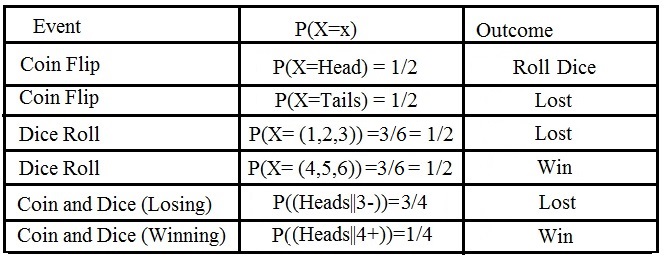 Event P(X=x) Outcome
Coin Flip P(X=Head) = 1/2 Roll Dice
Coin Flip P(X=Tails) = 1/2 Lost
Dice Roll P(X= (1,2,3)) =3/6= 1/2 Lost
Dice Roll P(X= (4,5,6)) =3/6= 1/2 Win
Coin and Dice (Losing) P((Heads||3-))=3/4 Lost
Coin and Dice (Winning) P((Heads||4+))=1/4 Win